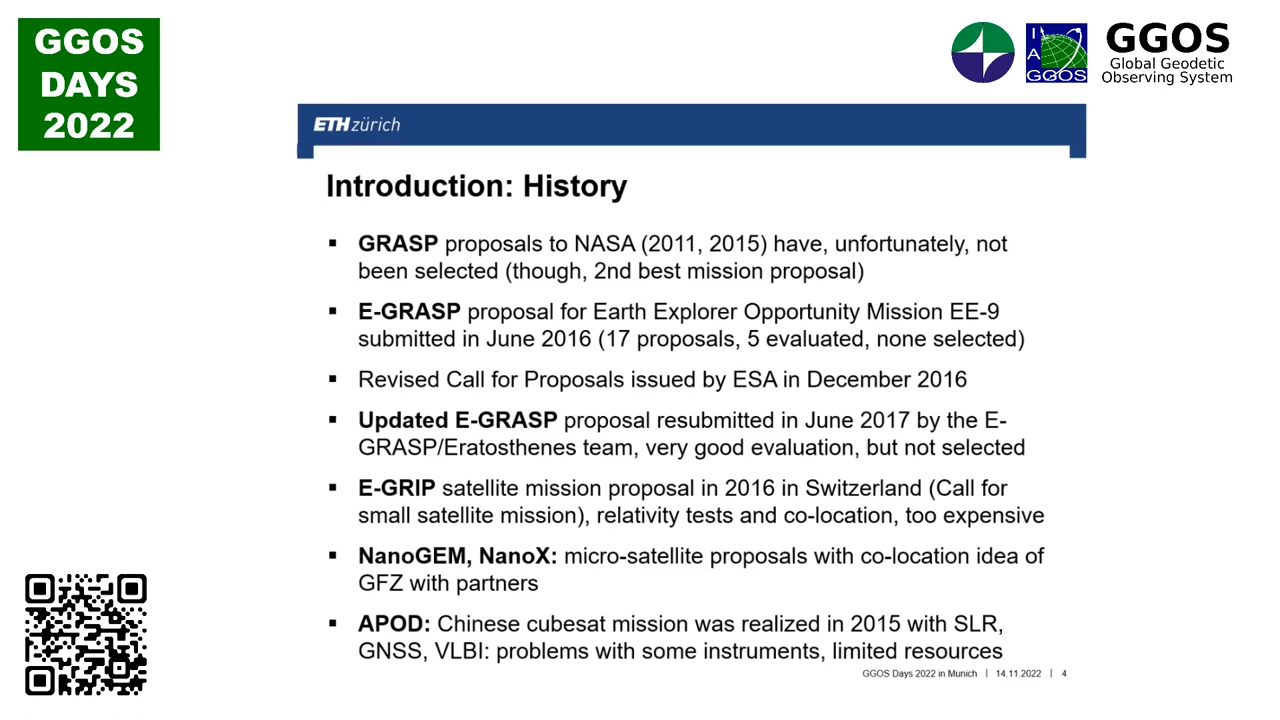 GGOS
DAYS
2022
I
A
G
GGOS
GGOS
Global Geodetic
Observing System
ETH zürich
Introduction: History
▪ GRASP proposals to NASA (2011, 2015) have, unfortunately, not
been selected (though, 2nd best mission proposal)
▪ E-GRASP proposal for Earth Explorer Opportunity Mission EE-9
submitted in June 2016 (17 proposals, 5 evaluated, none selected)
▪ Revised Call for Proposals issued by ESA in December 2016
▪ Updated E-GRASP proposal resubmitted in June 2017 by the E-
GRASP/Eratosthenes team, very good evaluation, but not selected
▪ E-GRIP satellite mission proposal in 2016 in Switzerland (Call for
small satellite mission), relativity tests and co-location, too expensive
▪ NanoGEM, NanoX: micro-satellite proposals with co-location idea of
GFZ with partners
▪ APOD: Chinese cubesat mission was realized in 2015 with SLR,
GNSS, VLBI: problems with some instruments, limited resources
GGOS Days 2022 in Munich | 14.11.2022 | 4